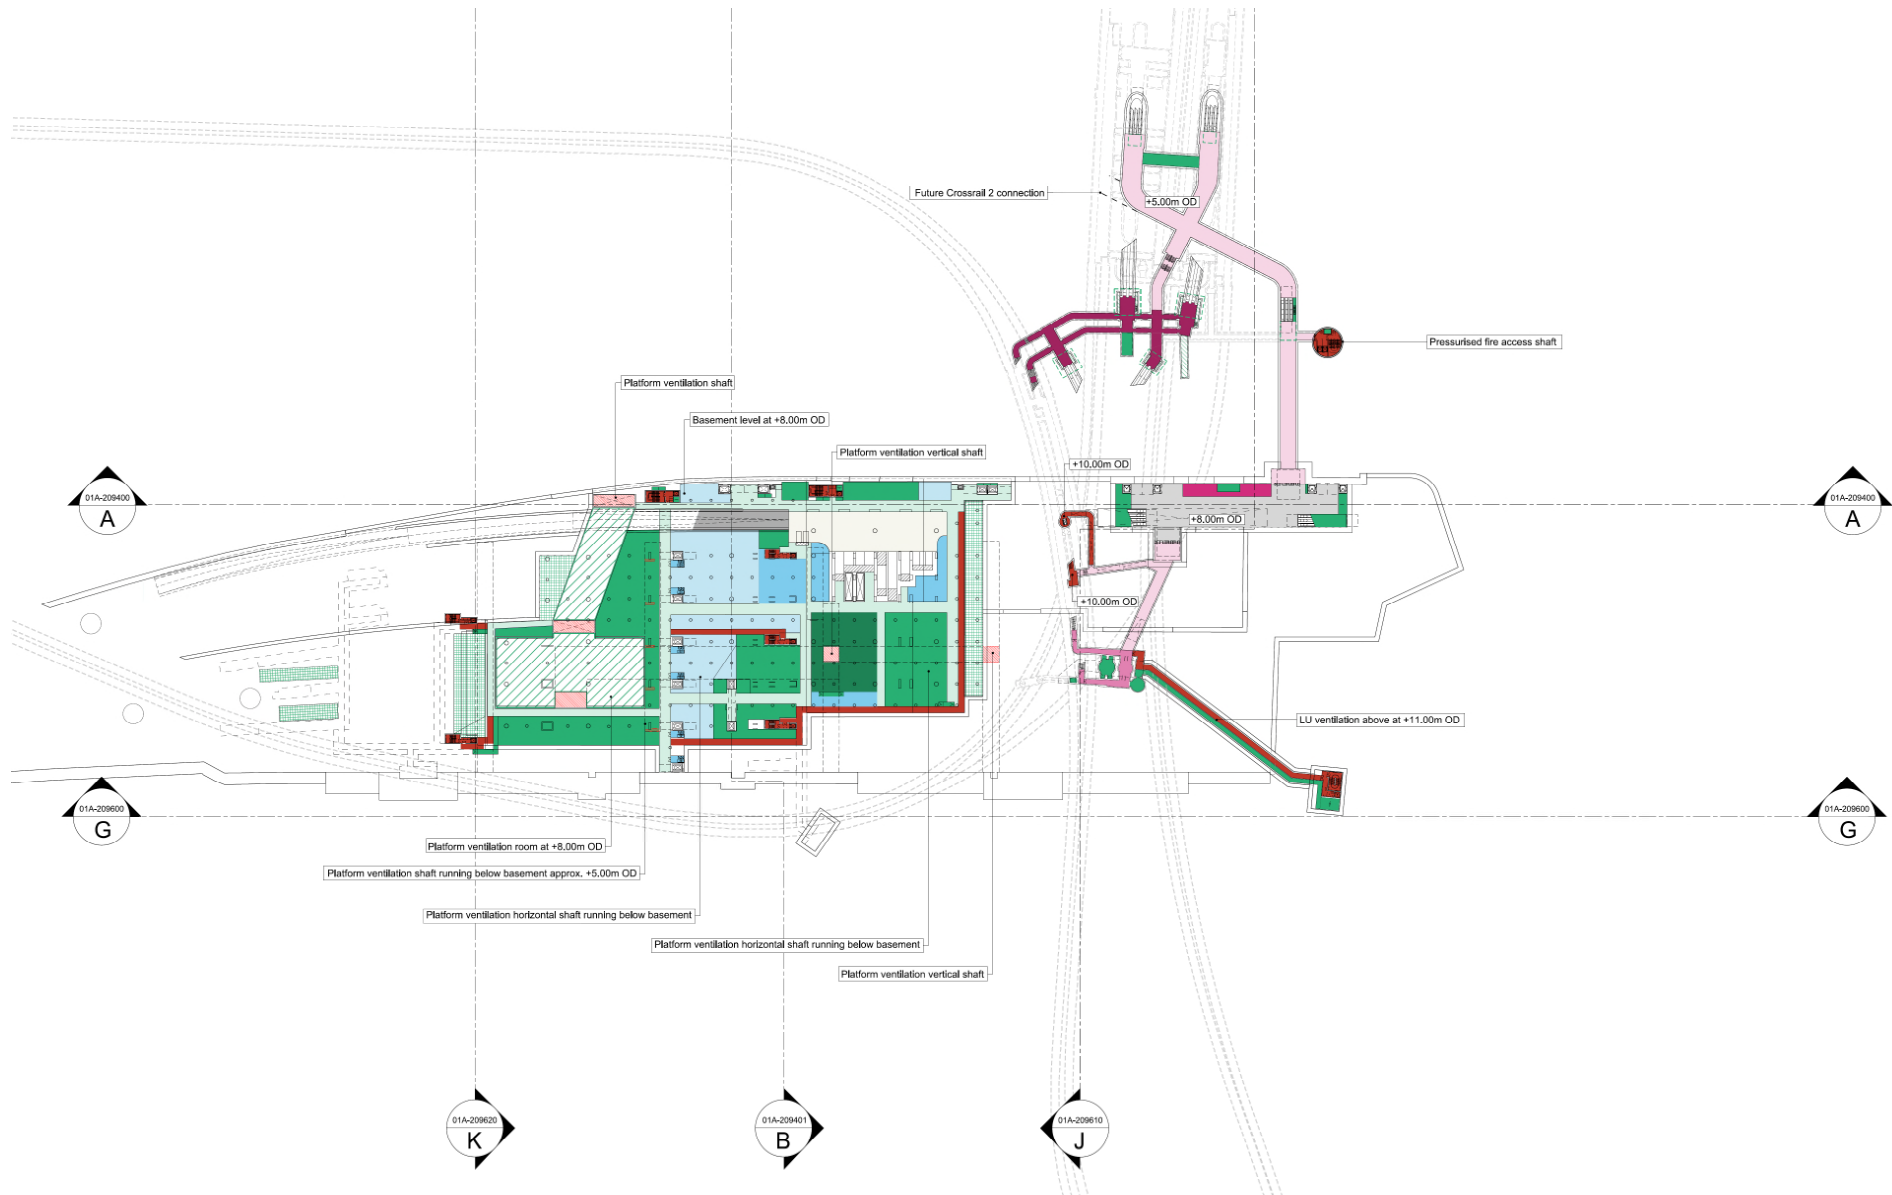 Future Crossrail 2 connection
+5.00m OD
Pressurised fire access shaft
Platform ventilation shaft
Basement level at +8.00m OD
Platform ventilation vertical shaft
+10.00m OD
01A-209400
A
+8.00m OD
01A-209400
A
+10.00m OD
LU ventilation above at +11.00m OD
01A-209600
G
01A-209600
G
Platform ventilation room at +8.00m OD
Platform ventilation shaft running below basement approx. +5.00m OD
Platform ventilation horizontal shaft running below basement
Platform ventilation horizontal shaft running below basement
Platform ventilation vertical shaft
01A-209620
K
01A-209401
B
01A-209610
J